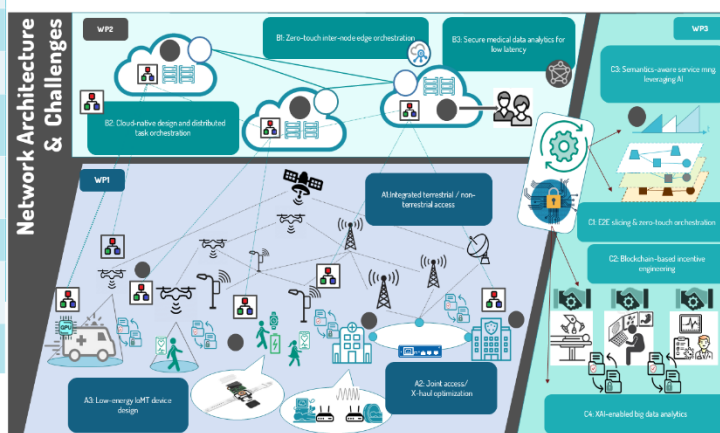 Network Architecture
& Challenges
WP2
B1: Zero-touch inter-node edge orchestration
B3: Secure medical data analytics for
low latency
WP3
C3: Semantics-aware service mng.
leveraging AI
B2: Cloud-native design and distributed
task orchestration
WP1
A1:Integrated terrestrial / non-
terrestrial access
C1: E2E slicing & zero-touch orchestration
C2: Blockchain-based incentive
engineering
GPU
A3: Low-energy IoMT device
design
A2: Joint access/
X-haul optimization
C4: XAI-enabled big data analytics